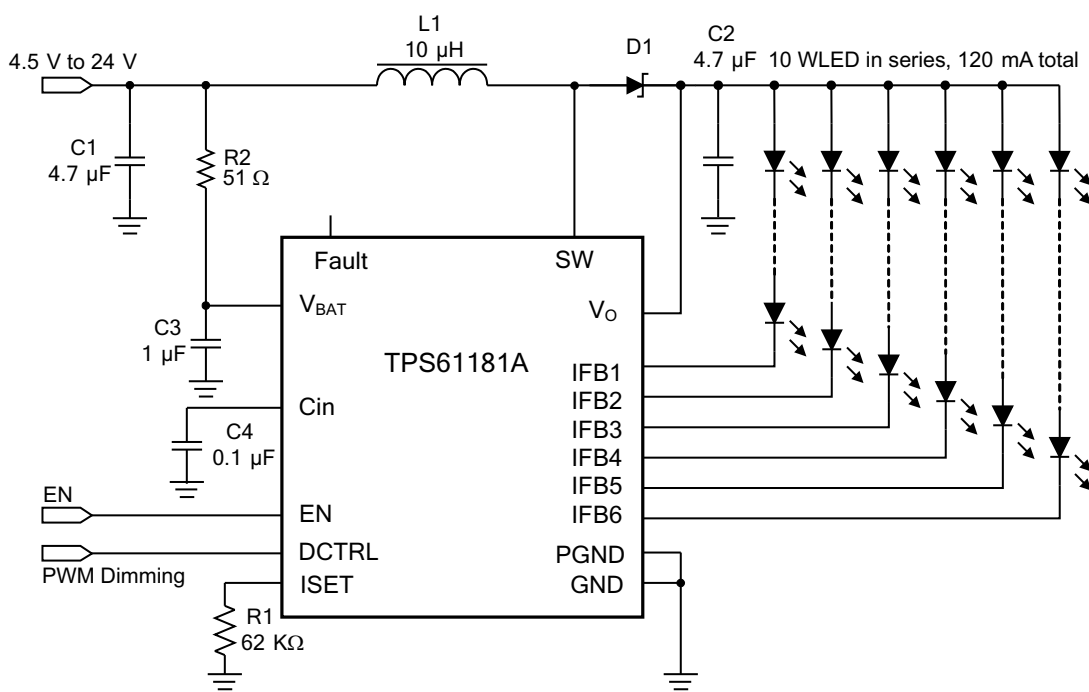 L1
10 µH
D1
C2
4.7 µF
10 WLED in series, 120 mA total
4.5 V to 24 V
C1
4.7 µF
R2
51 Ω
Fault
SW
VBAT
VO
C3
1 µF
TPS61181A
IFB1
IFB2
IFB3
IFB4
IFB5
IFB6
Cin
C4
0.1 µF
EN
EN
DCTRL
PWM Dimming
ISET
PGND
GND
R1
62 KΩ